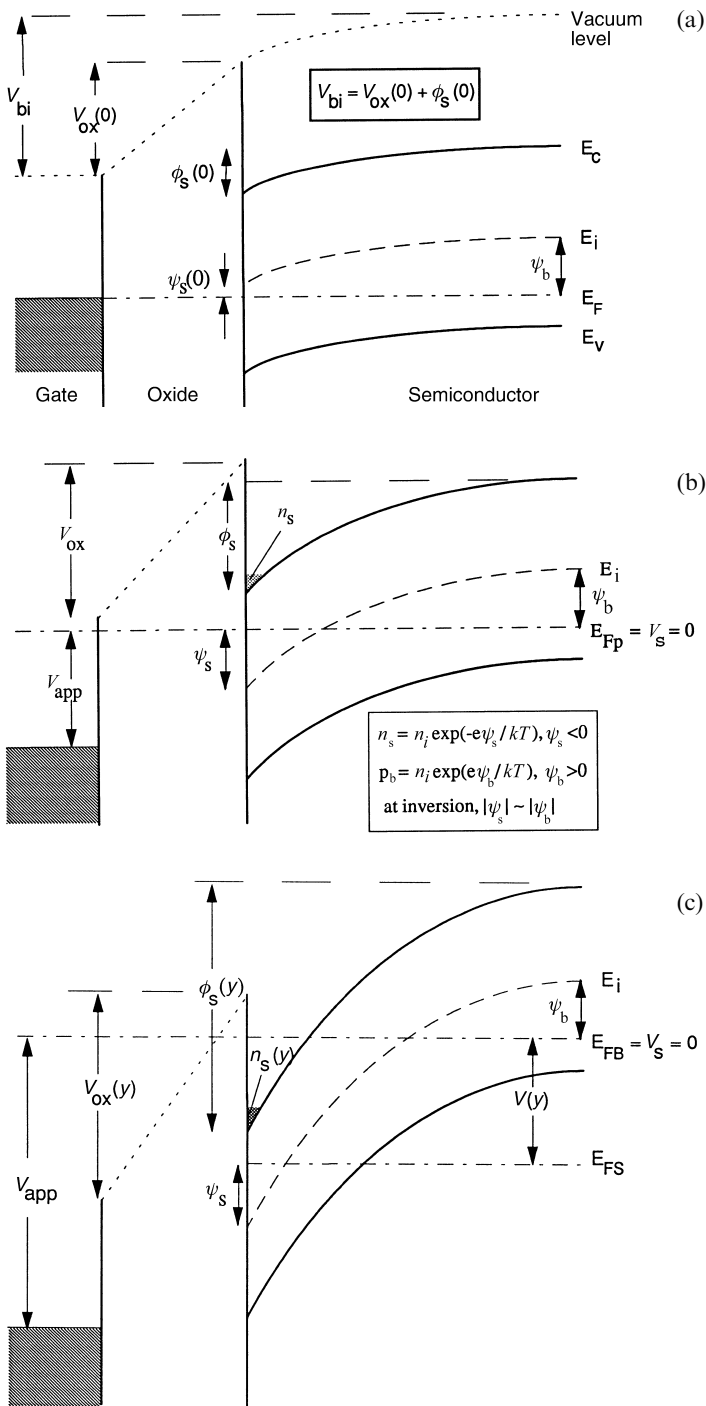 (a)
Vacuum
level
V_bi
V_ox(0)
V_bi = V_ox(0) + ϕ_s(0)
ϕ_s(0)
E_c
E_i
ψ_s(0)
ψ_b
E_F
E_v
Gate Oxide Semiconductor
(b)
V_ox
ϕ_s
n_s
E_i
ψ_b
E_Fp = V_s = 0
ψ_s
V_app
n_s = n_i exp(-eψ_s/kT), ψ_s <0
p_b = n_i exp(eψ_b/kT), ψ_b >0
at inversion, |ψ_s| ~ |ψ_b|
(c)
ϕ_s(y)
E_i
ψ_b
n_s(y)
E_FB = V_s = 0
V_ox(y)
V(y)
E_FS
V_app
ψ_s